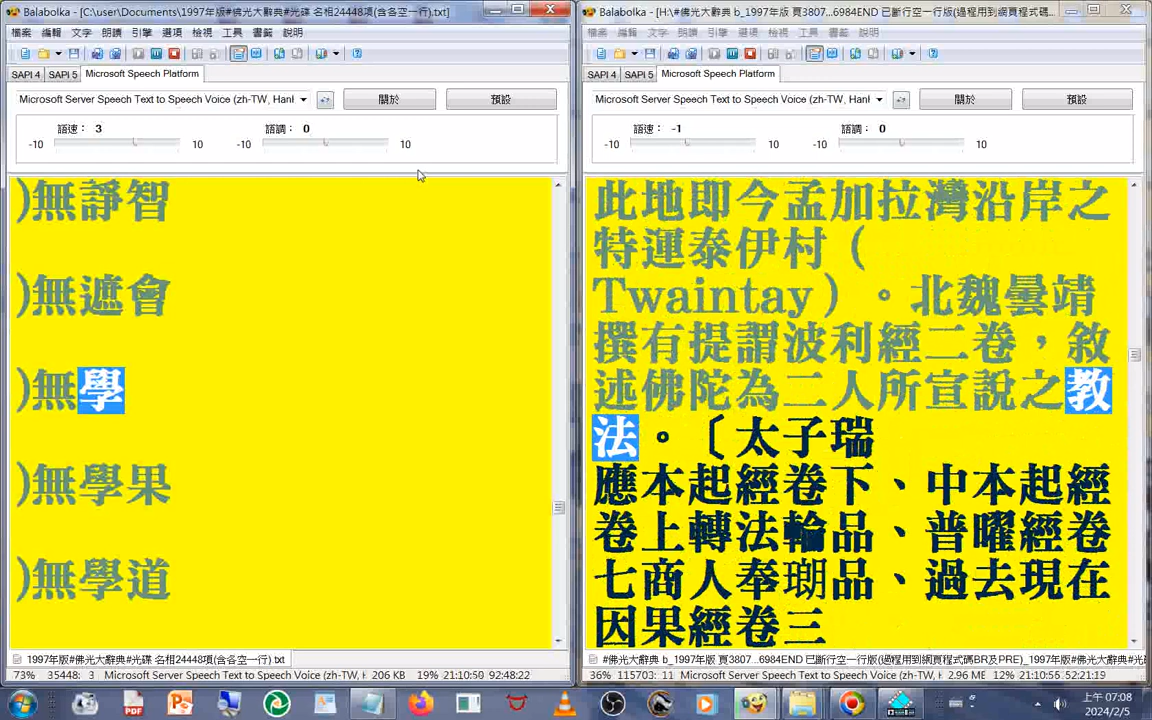 Balabolka - [C:\user\Documents\1997年版#佛光大辭典#光碟 名相24448項(含各空一行).txt]
檔案 編輯 文字 朗讀 引擎 選項 檢視 工具 書籤 說明
SAPI 4 SAPI 5 Microsoft Speech Platform
Microsoft Server Speech Text to Speech Voice (zh-TW, HanH
關於 預設
語速： 3 語調： 0
-10 10 -10 10
)無諍智
)無遮會
)無學
)無學果
)無學道
1997年版#佛光大辭典#光碟 名相24448項(含各空一行).txt
73% 35448: 3 Microsoft Server Speech Text to Speech Voice (zh-TW, H 206 KB 19% 21:10:50 92:48:22
Balabolka - [H:\#佛光大辭典 b_1997年版 頁3807...6984END 已斷行空一行版(過程用到網頁程式碼...
檔案 編輯 文字 朗讀 引擎 選項 檢視 工具 書籤 說明
SAPI 4 SAPI 5 Microsoft Speech Platform
Microsoft Server Speech Text to Speech Voice (zh-TW, HanH
關於 預設
語速： -1 語調： 0
-10 10 -10 10
此地即今孟加拉灣沿岸之
特運泰伊村（
Twaintay）。北魏曇靖
撰有提謂波利經二卷，敘
述佛陀為二人所宣說之教
法。〔太子瑞
應本起經卷下、中本起經
卷上轉法輪品、普曜經卷
七商人奉䴬品、過去現在
因果經卷三
#佛光大辭典 b_1997年版 頁3807...6984END 已斷行空一行版(過程用到網頁程式碼BR及PRE)_1997年版#光
36% 115703: 11 Microsoft Server Speech Text to Speech Voice (zh-TW, H 2.96 ME 12% 21:10:55 52:21:19
PDF
上午 07:08
2024/2/5